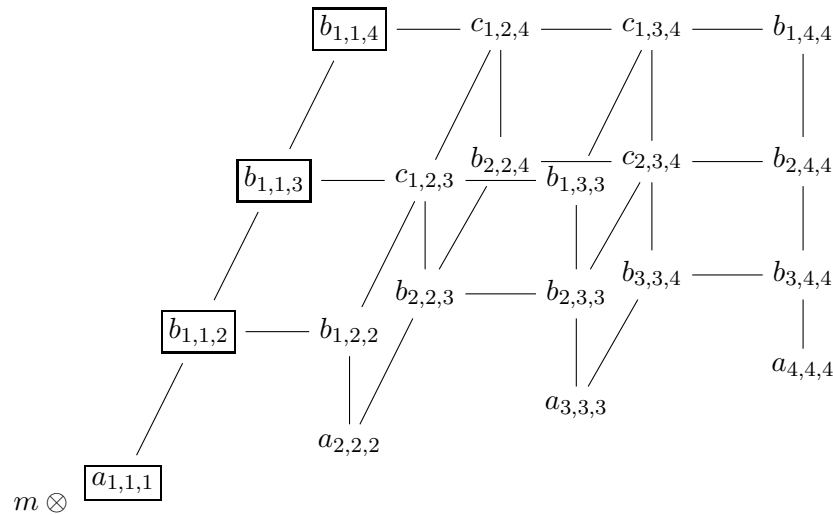 b_{1,1,4} c_{1,2,4} c_{1,3,4} b_{1,4,4}
b_{2,2,4} c_{2,3,4} b_{2,4,4}
b_{1,1,3} c_{1,2,3} b_{1,3,3}
b_{3,3,4} b_{3,4,4}
b_{2,2,3} b_{2,3,3}
b_{1,1,2} b_{1,2,2}
a_{4,4,4}
a_{3,3,3}
a_{2,2,2}
m ⊗ a_{1,1,1}